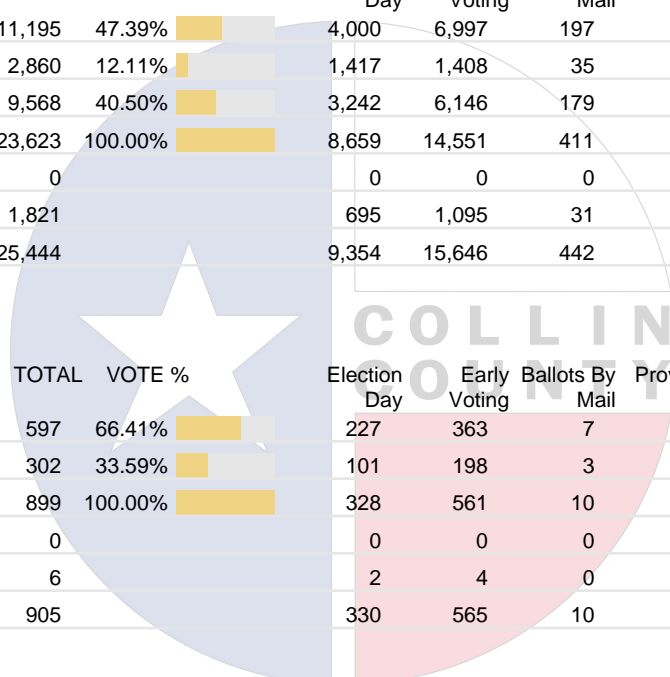 Day Voting Mail
11,195 47.39% 4,000 6,997 197
2,860 12.11% 1,417 1,408 35
9,568 40.50% 3,242 6,146 179
23,623 100.00% 8,659 14,551 411
0 0 0 0
1,821 695 1,095 31
25,444 9,354 15,646 442
COLLIN
COUNTY
TOTAL VOTE % Election Early Ballots By Prov
Day Voting Mail
597 66.41% 227 363 7
302 33.59% 101 198 3
899 100.00% 328 561 10
0 0 0 0
6 2 4 0
905 330 565 10